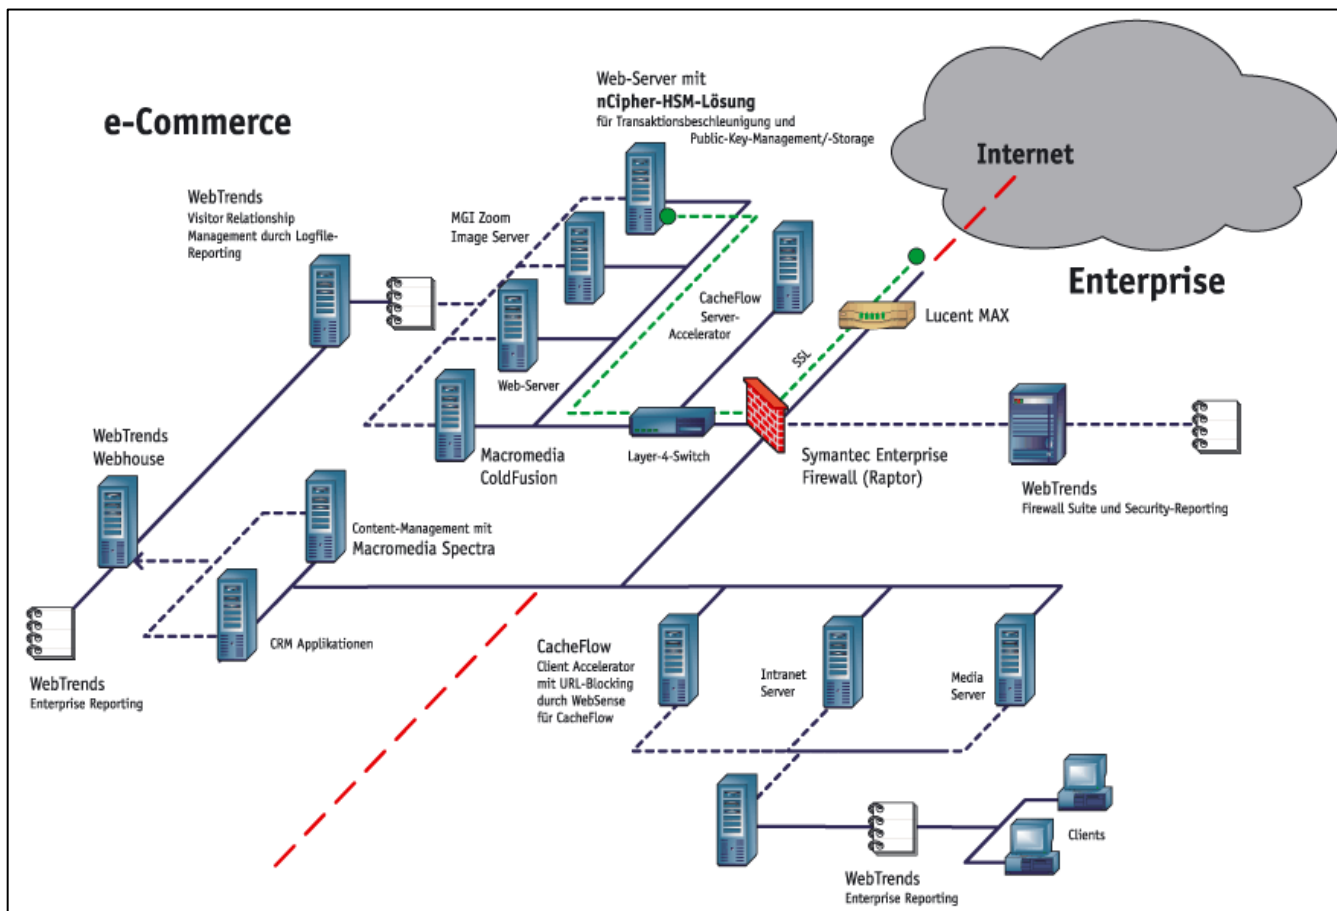 e-Commerce
Web-Server mit
nCipher-HSM-Lösung
für Transaktionsbeschleunigung und
Public-Key-Management/-Storage
Internet
Enterprise
WebTrends
Visitor Relationship
Management durch Logfile-
Reporting
MGI Zoom
Image Server
CacheFlow
Server-
Accelerator
Lucent MAX
SSL
Web-Server
WebTrends
Webhouse
Macromedia
ColdFusion
Layer-4-Switch
Symantec Enterprise
Firewall (Raptor)
WebTrends
Firewall Suite und Security-Reporting
Content-Management mit
Macromedia Spectra
CRM Applikationen
WebTrends
Enterprise Reporting
CacheFlow
Client Accelerator
mit URL-Blocking
durch WebSense
für CacheFlow
Intranet
Server
Media
Server
Clients
WebTrends
Enterprise Reporting